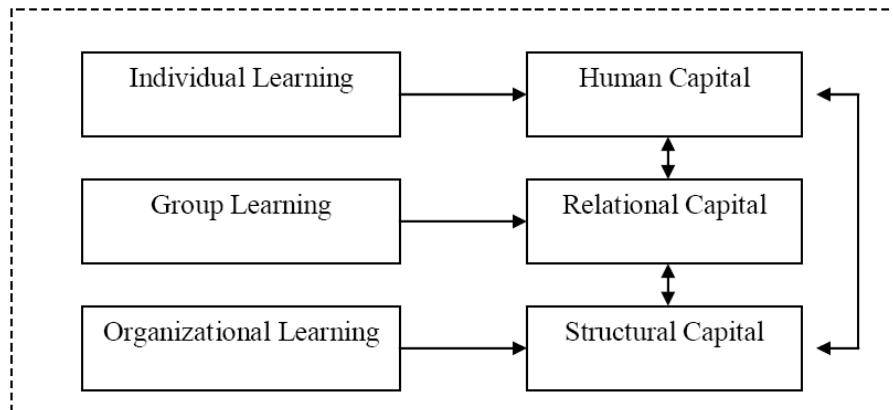 Individual Learning
Human Capital
Group Learning
Relational Capital
Organizational Learning
Structural Capital